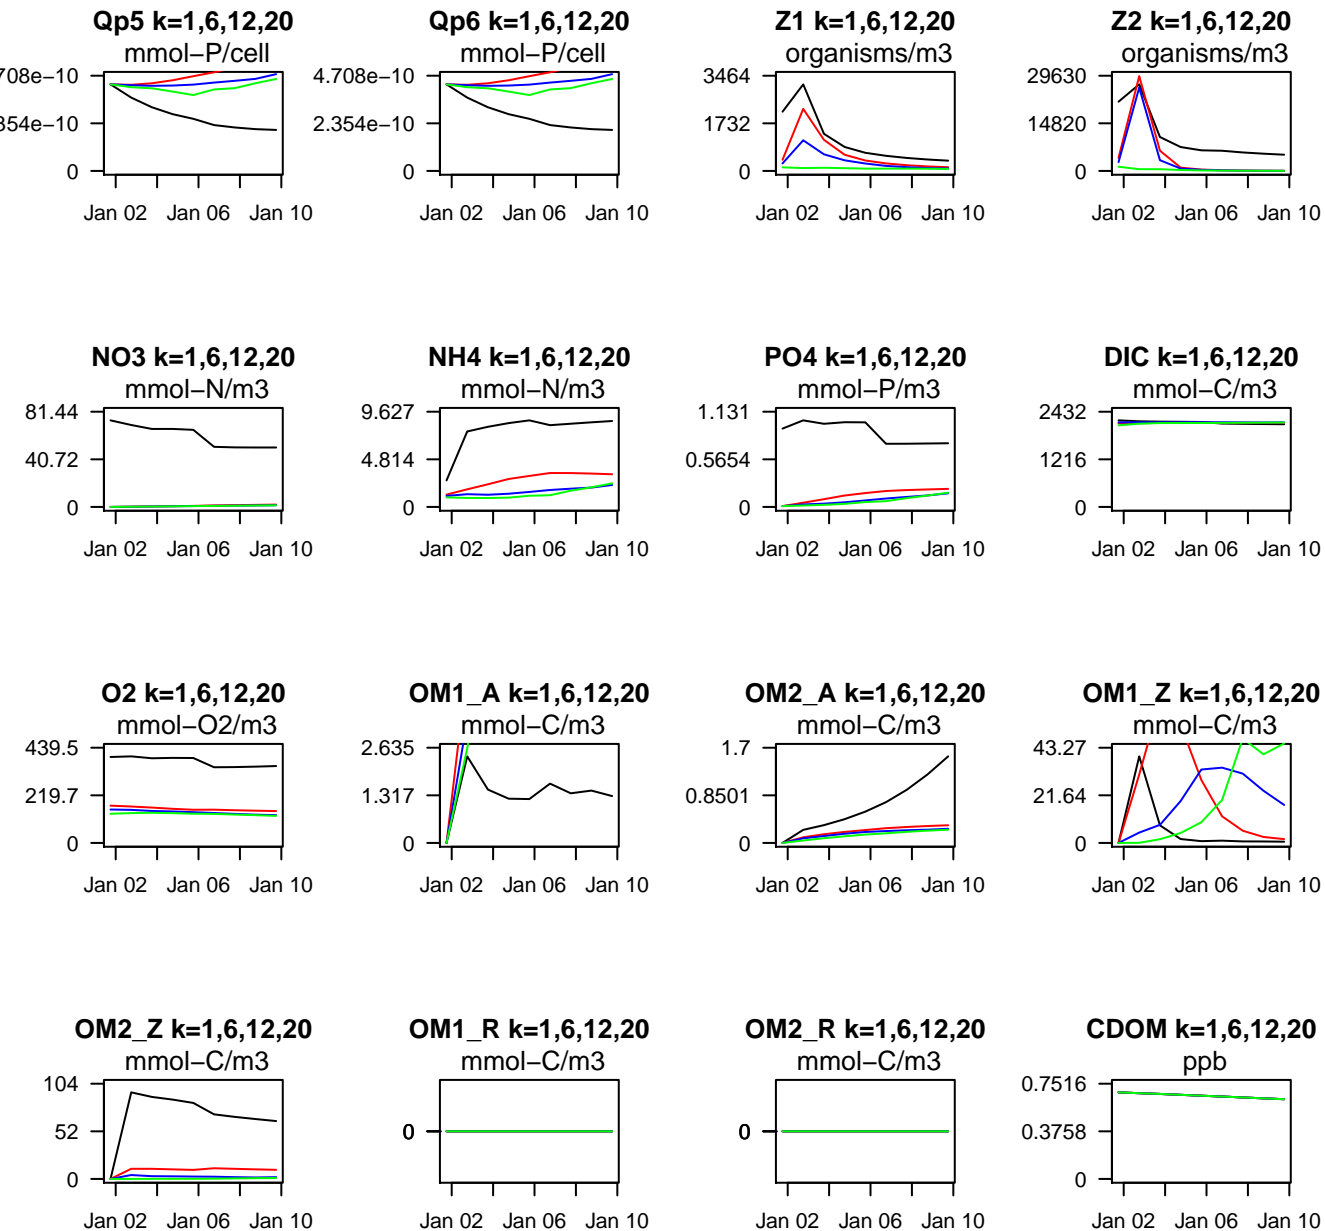 Qp5 k=1,6,12,20
mmol−P/cell
708e−10
354e−10
0
Jan 02 Jan 06 Jan 10
Qp6 k=1,6,12,20
mmol−P/cell
4.708e−10
2.354e−10
0
Jan 02 Jan 06 Jan 10
Z1 k=1,6,12,20
organisms/m3
3464
1732
0
Jan 02 Jan 06 Jan 10
Z2 k=1,6,12,20
organisms/m3
29630
14820
0
Jan 02 Jan 06 Jan 10
NO3 k=1,6,12,20
mmol−N/m3
81.44
40.72
0
Jan 02 Jan 06 Jan 10
NH4 k=1,6,12,20
mmol−N/m3
9.627
4.814
0
Jan 02 Jan 06 Jan 10
PO4 k=1,6,12,20
mmol−P/m3
1.131
0.5654
0
Jan 02 Jan 06 Jan 10
DIC k=1,6,12,20
mmol−C/m3
2432
1216
0
Jan 02 Jan 06 Jan 10
O2 k=1,6,12,20
mmol−O2/m3
439.5
219.7
0
Jan 02 Jan 06 Jan 10
OM1_A k=1,6,12,20
mmol−C/m3
2.635
1.317
0
Jan 02 Jan 06 Jan 10
OM2_A k=1,6,12,20
mmol−C/m3
1.7
0.8501
0
Jan 02 Jan 06 Jan 10
OM1_Z k=1,6,12,20
mmol−C/m3
43.27
21.64
0
Jan 02 Jan 06 Jan 10
OM2_Z k=1,6,12,20
mmol−C/m3
104
52
0
Jan 02 Jan 06 Jan 10
OM1_R k=1,6,12,20
mmol−C/m3
0
Jan 02 Jan 06 Jan 10
OM2_R k=1,6,12,20
mmol−C/m3
0
Jan 02 Jan 06 Jan 10
CDOM k=1,6,12,20
ppb
0.7516
0.3758
0
Jan 02 Jan 06 Jan 10